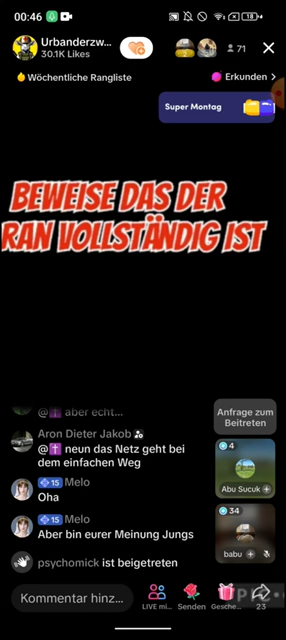 00:46
18
Urbanderzw...
30.1K Likes
71
Wöchentliche Rangliste
Erkunden >
Super Montag
BEWEISE DAS DER
RAN VOLLSTÄNDIG IST
@✝️ aber echt...
Anfrage zum
Beitreten
Aron Dieter Jakob
@✝️ neun das Netz geht bei
dem einfachen Weg
4
Abu Sucuk +
15 Melo
Oha
34
15 Melo
Aber bin eurer Meinung Jungs
babu +
psychomick ist beigetreten
Kommentar hinz...
LIVE mi...
Senden
Gesche...
23